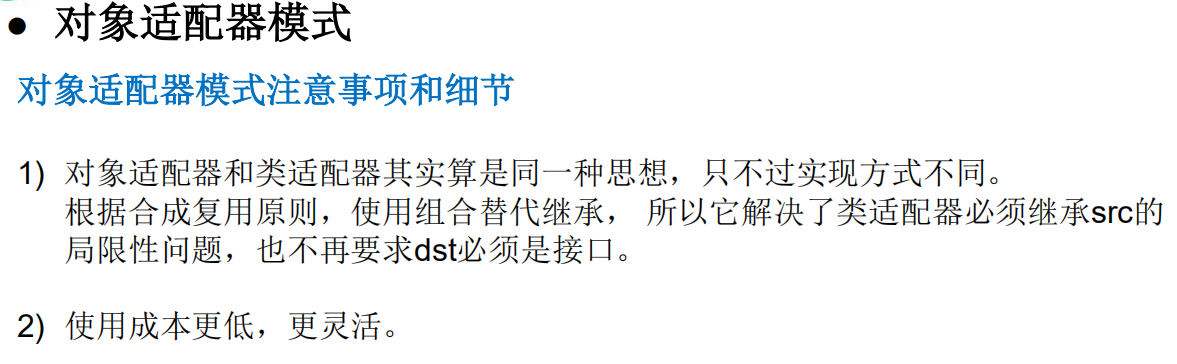 ● 对象适配器模式
对象适配器模式注意事项和细节
1) 对象适配器和类适配器其实算是同一种思想，只不过实现方式不同。
根据合成复用原则，使用组合替代继承， 所以它解决了类适配器必须继承src的
局限性问题，也不再要求dst必须是接口。
2) 使用成本更低，更灵活。